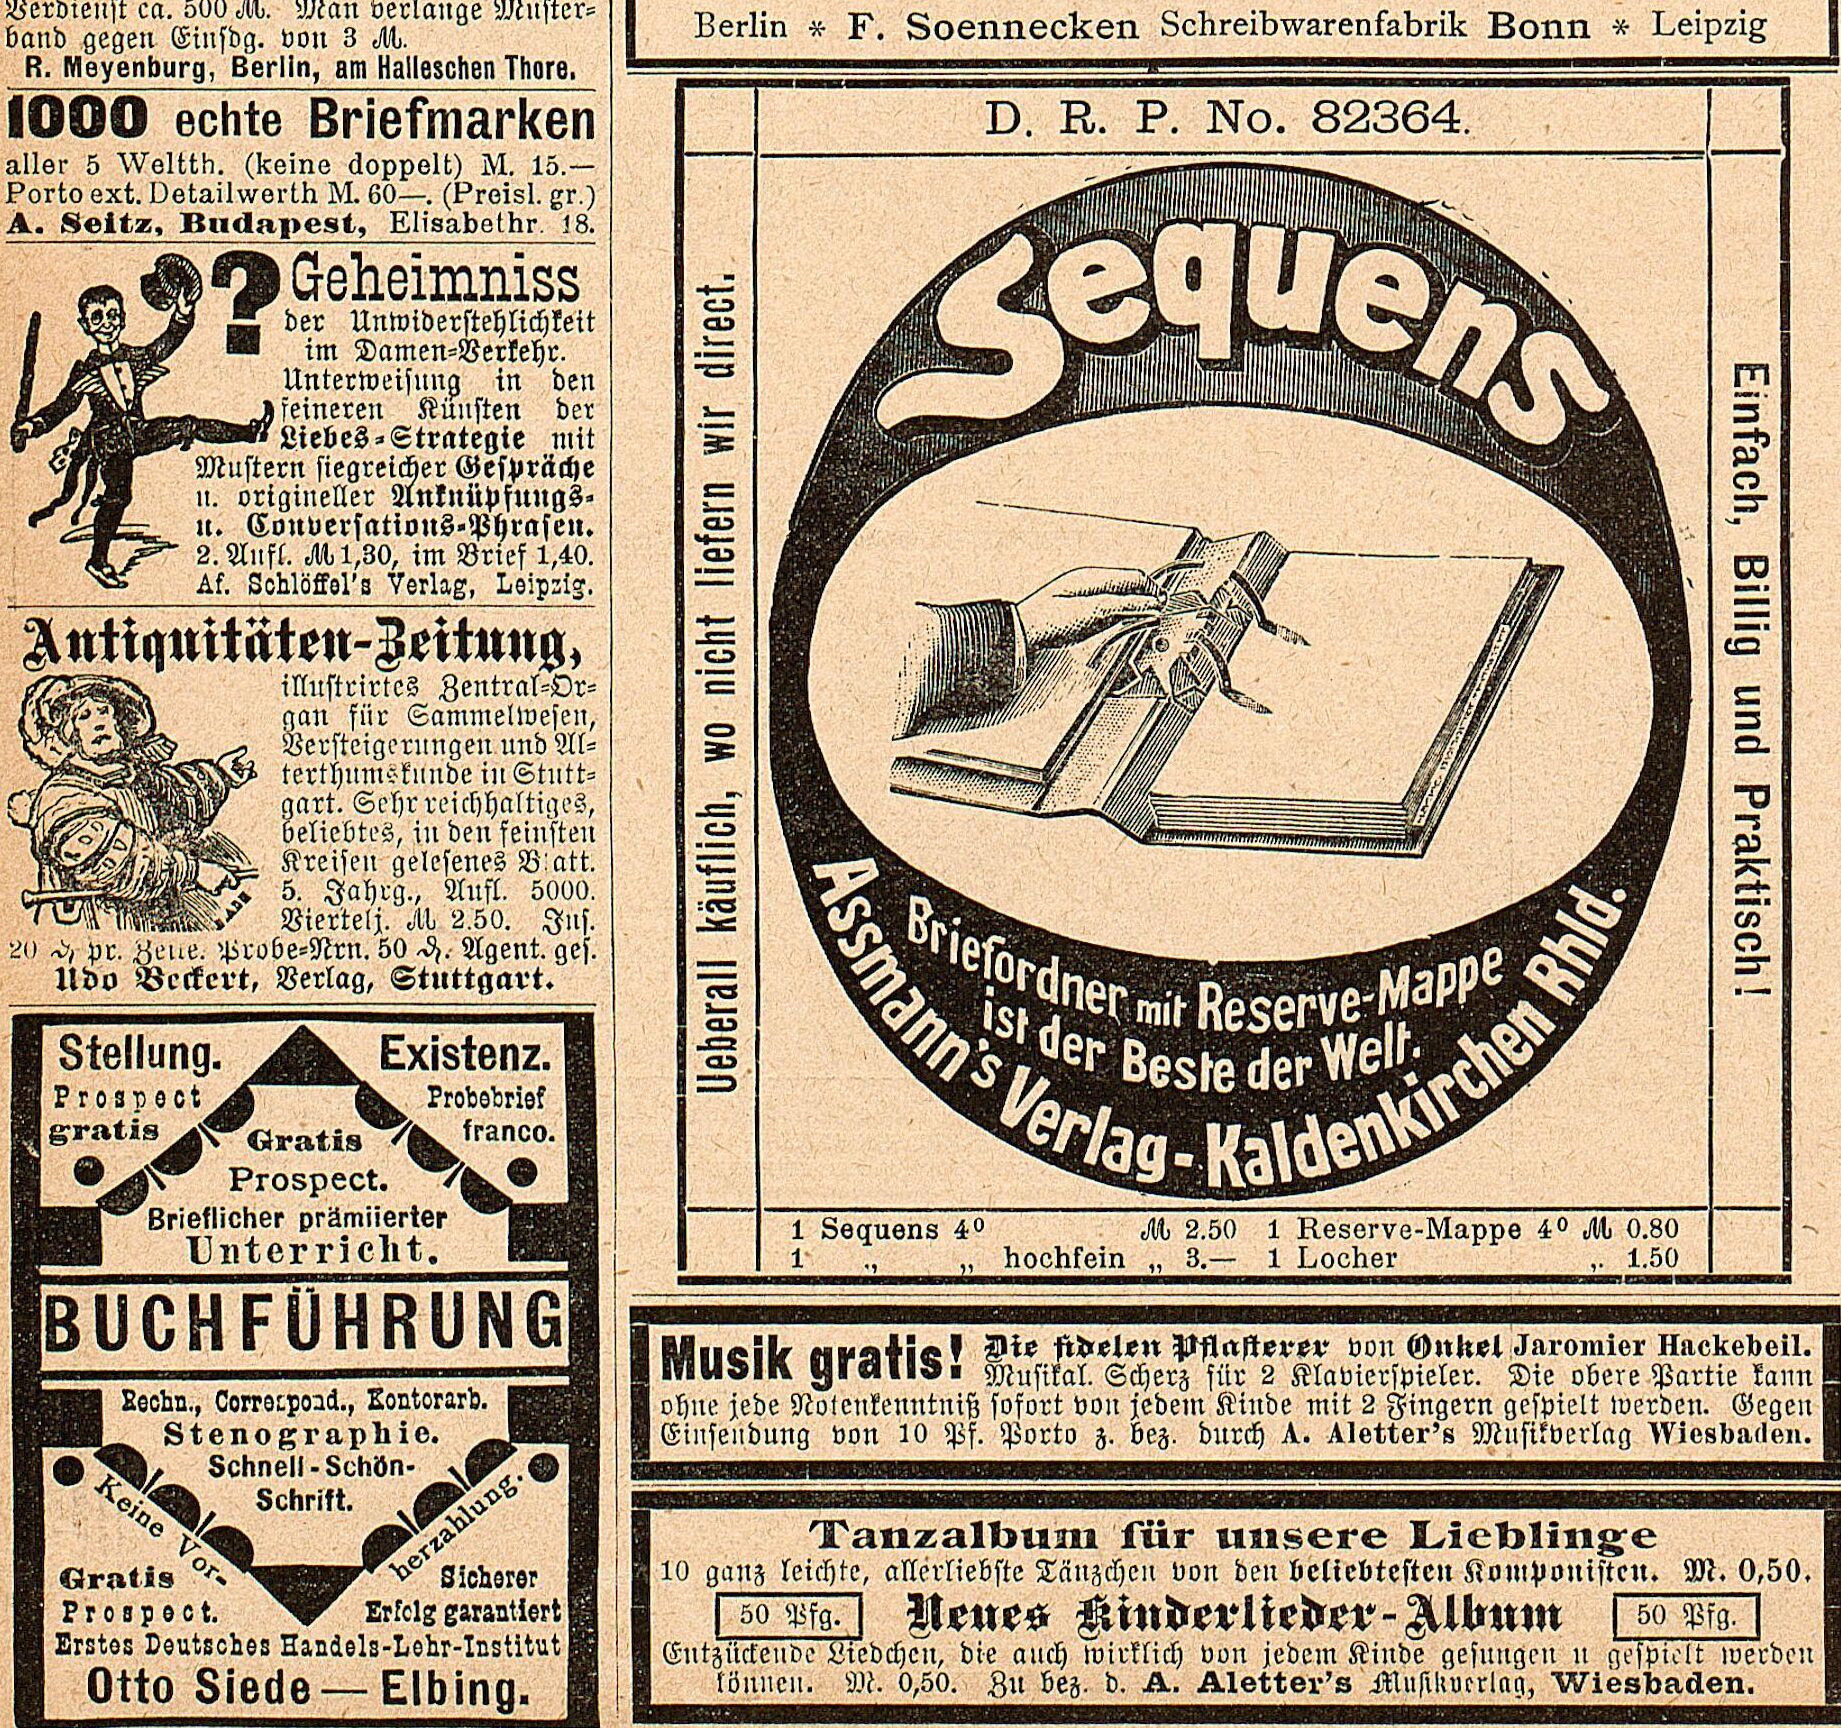 Verdienst ca. 500 M. Man verlange Muster-
band gegen Einsdg. von 3 M.
R. Meyenburg, Berlin, am Halleschen Thore.
1000 echte Briefmarken
aller 5 Weltth. (keine doppelt) M. 15.—
Porto ext. Detailwerth M. 60—. (Preisl. gr.)
A. Seitz, Budapest, Elisabethr. 18.
? Geheimniss
der Unwiderstehlichkeit
im Damen-Verkehr.
Unterweisung in den
feineren Künsten der
Liebes-Strategie mit
Mustern siegreicher Gespräche
u. origineller Anknüpfungs-
u. Conversations-Phrasen.
2. Aufl. M 1,30, im Brief 1,40.
Af. Schlöffel's Verlag, Leipzig.
Antiquitäten-Zeitung,
illustrirtes Zentral-Or-
gan für Sammelwesen,
Versteigerungen und Al-
terthumskunde in Stutt-
gart. Sehr reichhaltiges,
beliebtes, in den feinsten
Kreisen gelesenes Blatt.
5. Jahrg., Aufl. 5000.
Viertelj. M 2.50. Ins.
20 ₰ pr. Zeile. Probe-Nrn. 50 ₰. Agent. ges.
Udo Beckert, Verlag, Stuttgart.
Stellung. Existenz.
Prospect gratis
Probebrief franco.
Gratis
Prospect.
Brieflicher prämiierter
Unterricht.
BUCHFÜHRUNG
Rechn., Correspond., Kontorarb.
Stenographie.
Schnell-Schön-
Schrift.
Keine Vor-
herzahlung.
Gratis
Prospect.
Sicherer
Erfolg garantiert
Erstes Deutsches Handels-Lehr-Institut
Otto Siede — Elbing.
Berlin * F. Soennecken Schreibwarenfabrik Bonn * Leipzig
D. R. P. No. 82364.
Ueberall käuflich, wo nicht liefern wir direct.
Sequens
Einfach, Billig und Praktisch!
Briefordner mit Reserve-Mappe
ist der Beste der Welt.
Assmann's Verlag-Kaldenkirchen Rhld.
1 Sequens 4⁰ M 2.50 1 Reserve-Mappe 4⁰ M 0.80
1 „ „ hochfein „ 3.— 1 Locher „ 1.50
Musik gratis! Die fidelen Pflasterer von Onkel Jaromier Hackebeil.
Musikal. Scherz für 2 Klavierspieler. Die obere Partie kann
ohne jede Notenkenntniß sofort von jedem Kinde mit 2 Fingern gespielt werden. Gegen
Einsendung von 10 Pf. Porto z. bez. durch A. Aletter's Musikverlag Wiesbaden.
Tanzalbum für unsere Lieblinge
10 ganz leichte, allerliebste Tänzchen von den beliebtesten Komponisten. M. 0,50.
50 Pfg. Neues Kinderlieder-Album 50 Pfg.
Entzückende Liedchen, die auch wirklich von jedem Kinde gesungen u gespielt werden
können. M. 0,50. Zu bez. d. A. Aletter's Musikverlag, Wiesbaden.